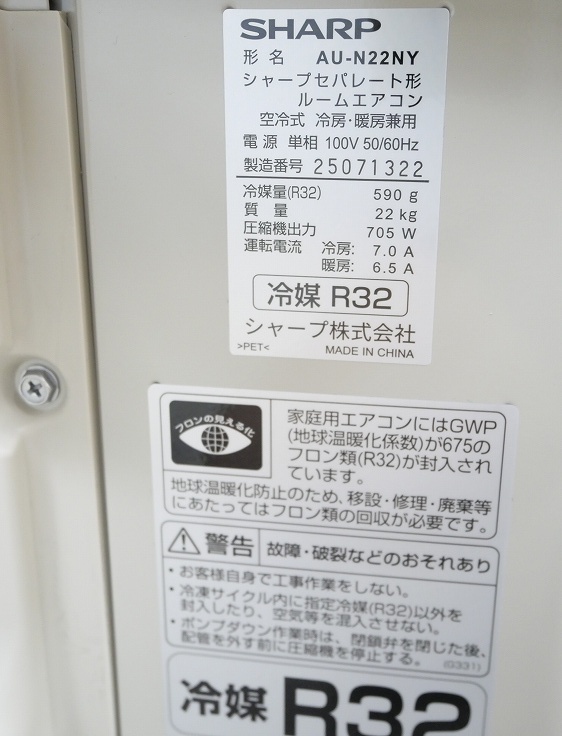 SHARP
形名 AU-N22NY
シャープセパレート形
ルームエアコン
空冷式 冷房・暖房兼用
電源 単相 100V 50/60Hz
製造番号 25071322
冷媒量(R32) 590 g
質量 22 kg
圧縮機出力 705 W
運転電流 冷房: 7.0 A
暖房: 6.5 A
冷媒 R32
シャープ株式会社
>PET< MADE IN CHINA
フロンの見える化
家庭用エアコンにはGWP
(地球温暖化係数)が675の
フロン類(R32)が封入され
ています。
地球温暖化防止のため、移設・修理・廃棄等
にあたってはフロン類の回収が必要です。
警告 故障・破裂などのおそれあり
・お客様自身で工事作業をしない。
・冷凍サイクル内に指定冷媒(R32)以外を
封入したり、空気等を混入させない。
・ポンプダウン作業時は、閉鎖弁を閉じた後、
配管を外す前に圧縮機を停止する。
(G331)
冷媒 R32